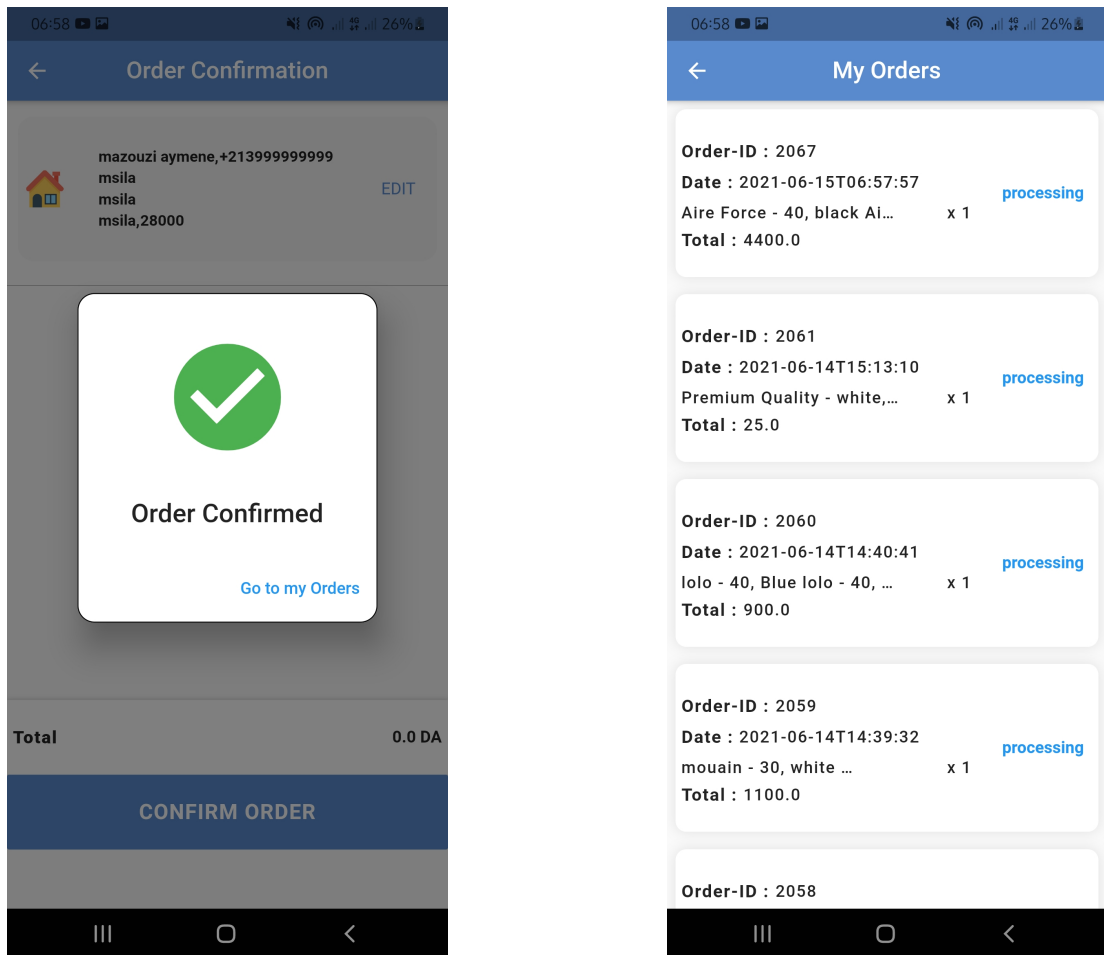 06:58 4G 26%
Order Confirmation
mazouzi aymene,+213999999999
msila
msila
msila,28000
EDIT
Order Confirmed
Go to my Orders
Total 0.0 DA
CONFIRM ORDER
06:58 4G 26%
My Orders
Order-ID : 2067
Date : 2021-06-15T06:57:57
processing
Aire Force - 40, black Ai... x 1
Total : 4400.0
Order-ID : 2061
Date : 2021-06-14T15:13:10
processing
Premium Quality - white,... x 1
Total : 25.0
Order-ID : 2060
Date : 2021-06-14T14:40:41
processing
lolo - 40, Blue lolo - 40, ... x 1
Total : 900.0
Order-ID : 2059
Date : 2021-06-14T14:39:32
processing
mouain - 30, white ... x 1
Total : 1100.0
Order-ID : 2058